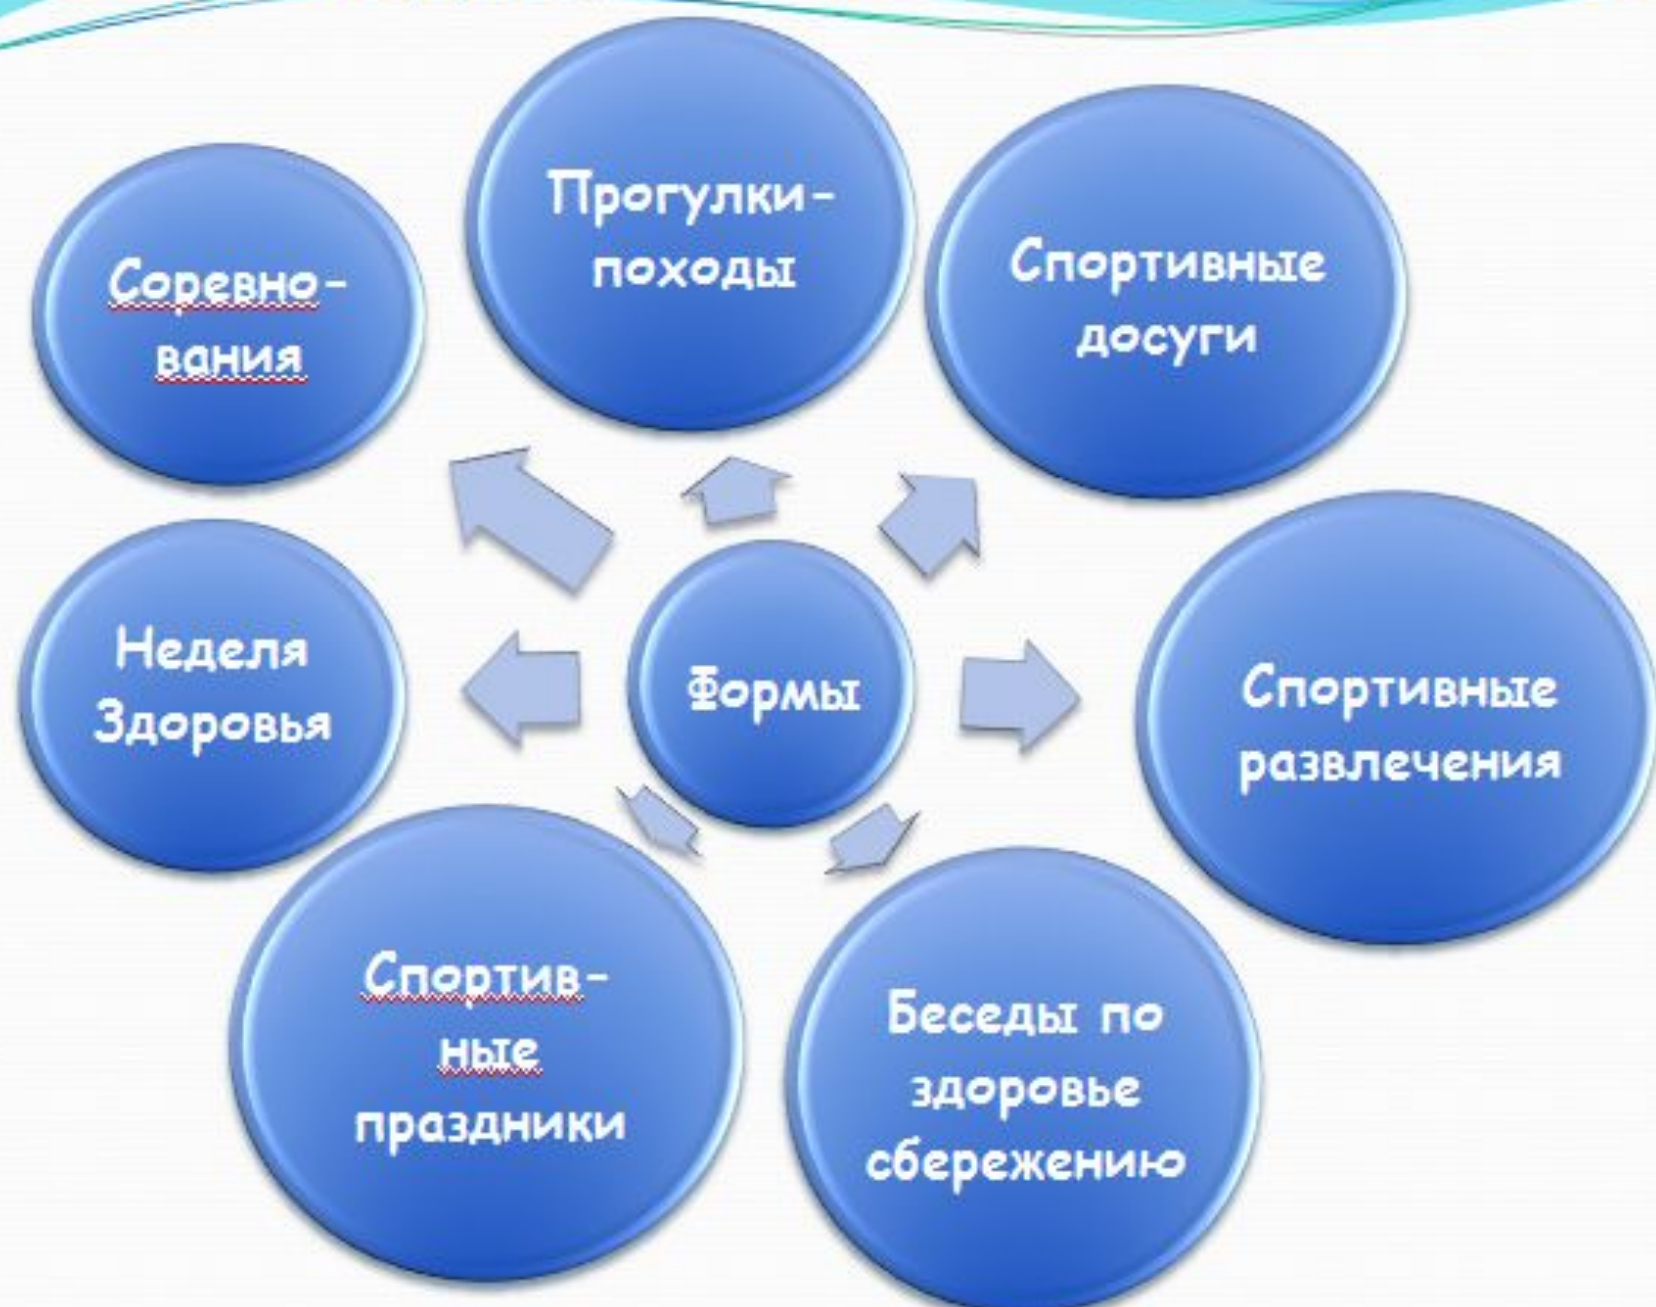 Прогулки-
походы
Спортивные
досуги
Соревно-
вания
Неделя
Здоровья
Формы
Спортивные
развлечения
Спортив-
ные
праздники
Беседы по
здоровье
сбережению